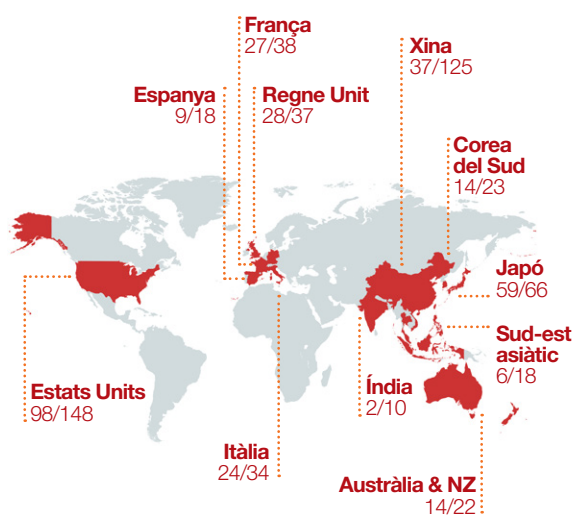 França
27/38
Xina
37/125
Espanya
9/18
Regne Unit
28/37
Corea
del Sud
14/23
Japó
59/66
Sud-est
asiàtic
6/18
Estats Units
98/148
Índia
2/10
Itàlia
24/34
Austràlia & NZ
14/22